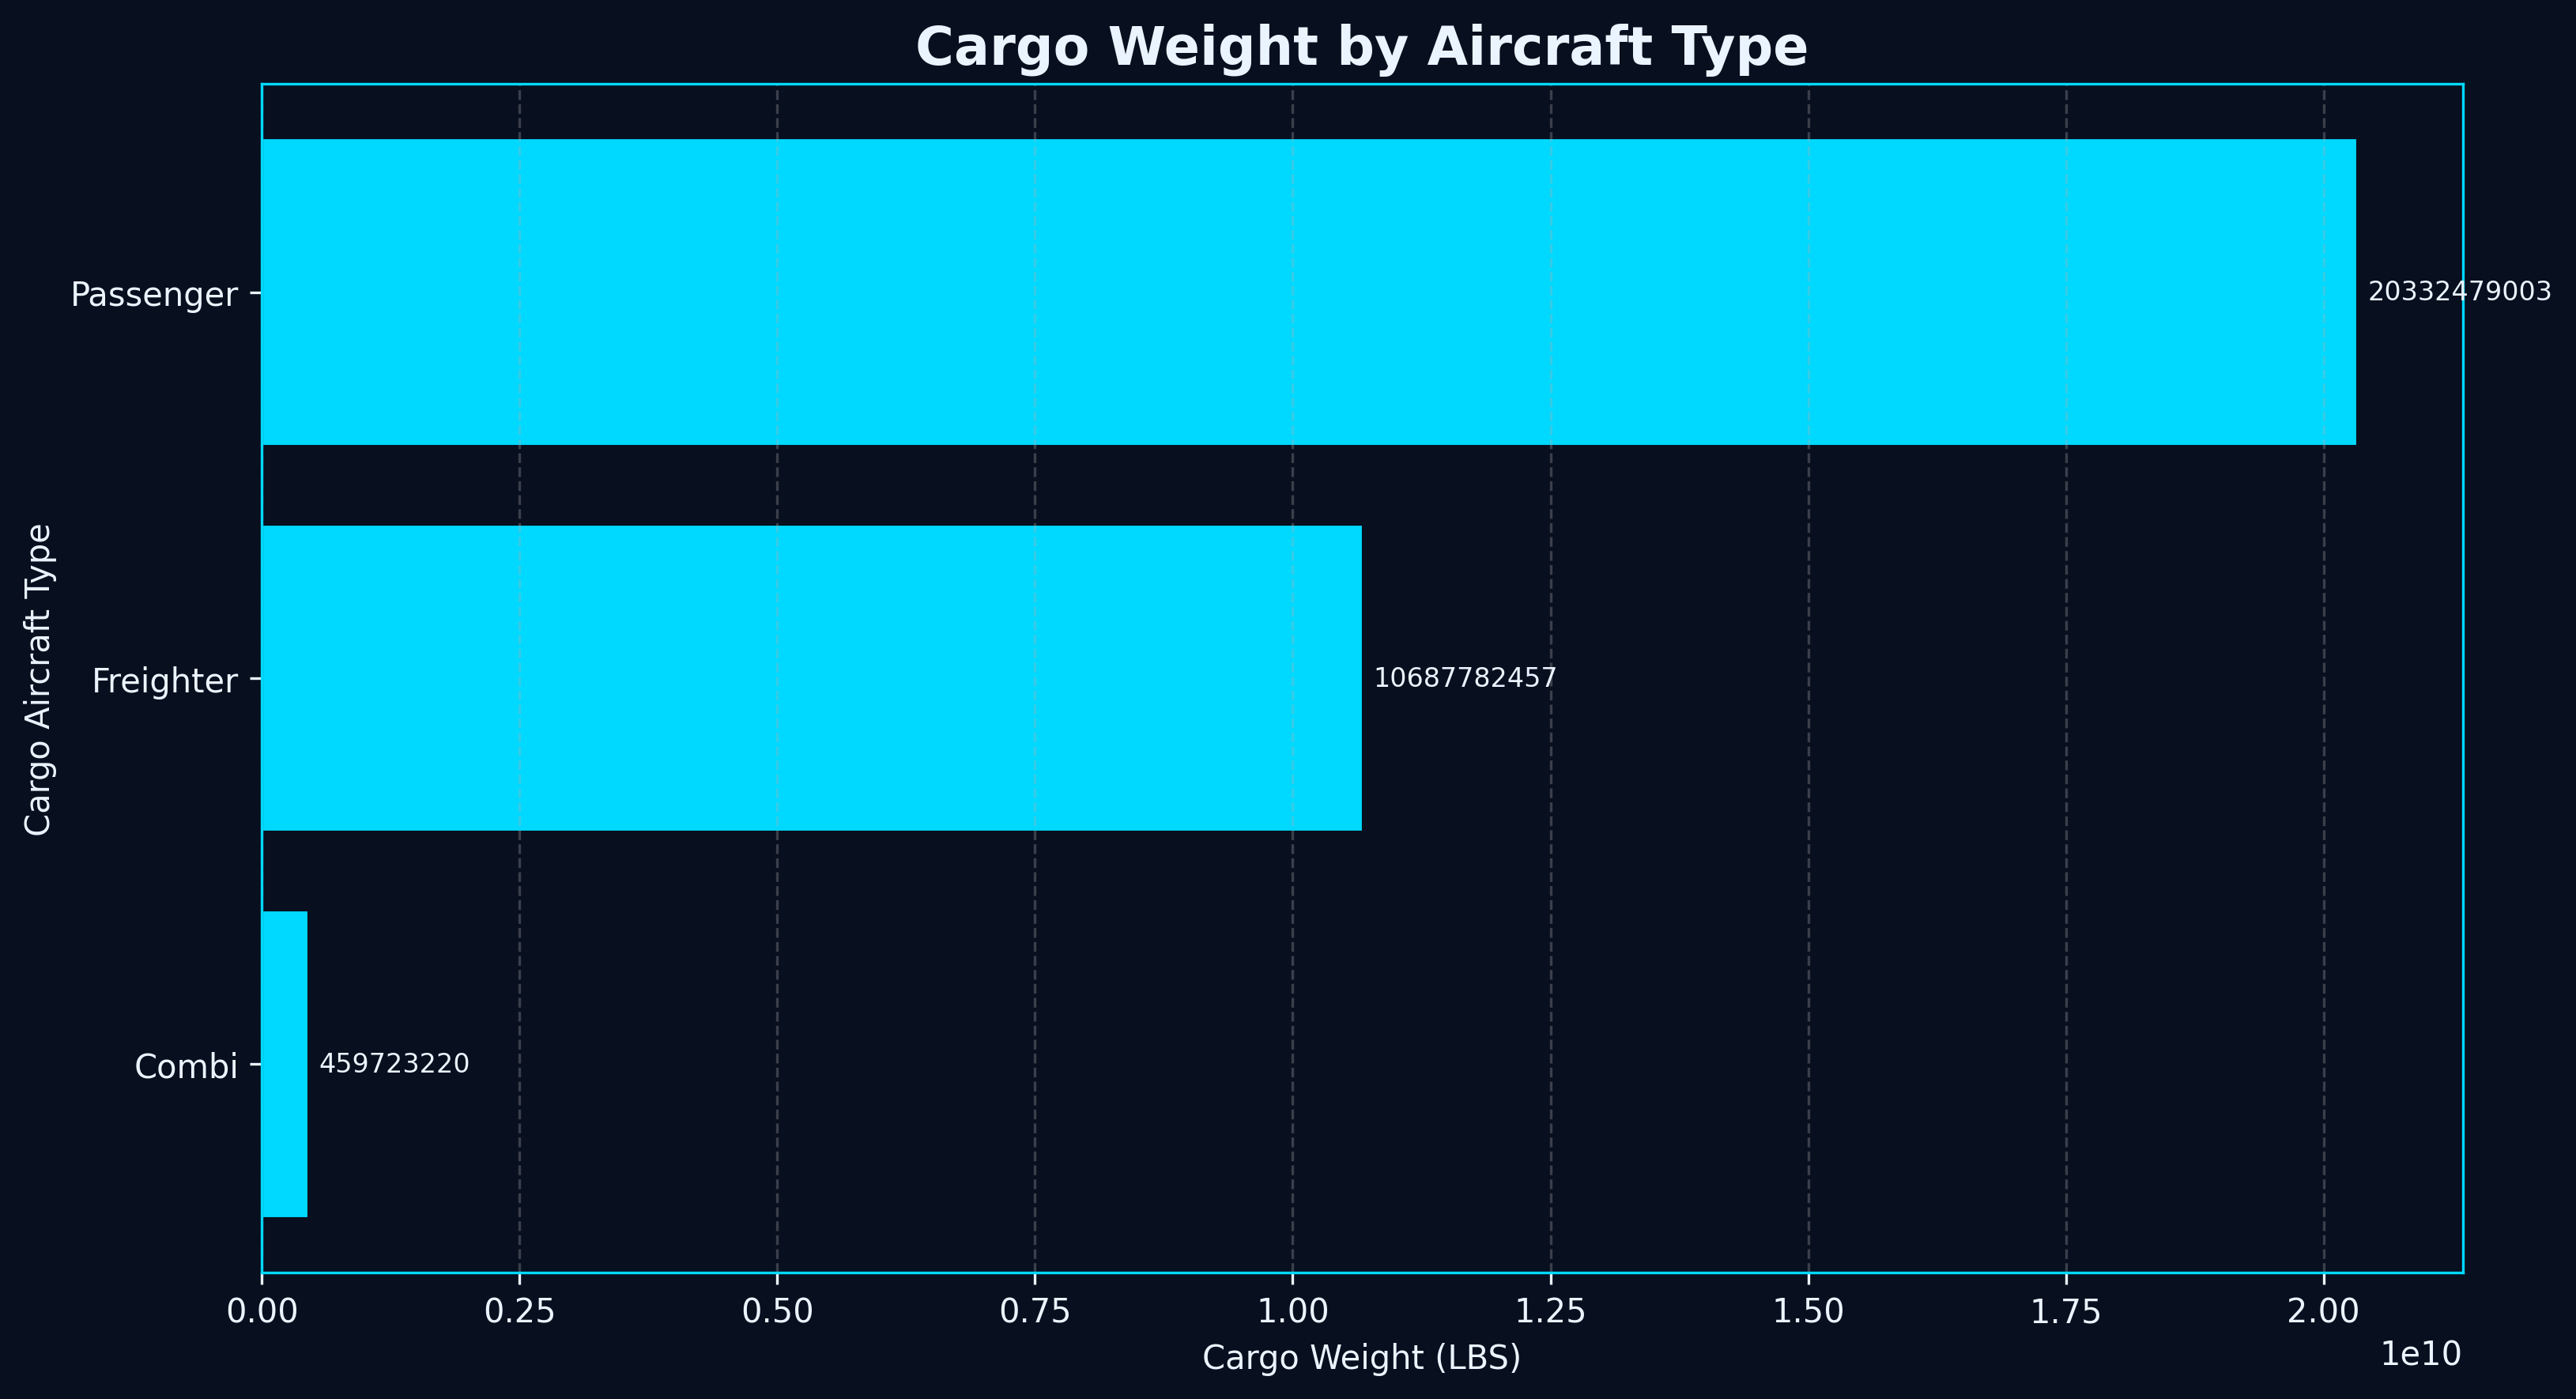 Cargo Weight by Aircraft Type
Cargo Aircraft Type
Passenger
20332479003
Freighter
10687782457
Combi
459723220
0.00 0.25 0.50 0.75 1.00 1.25 1.50 1.75 2.00
1e10
Cargo Weight (LBS)